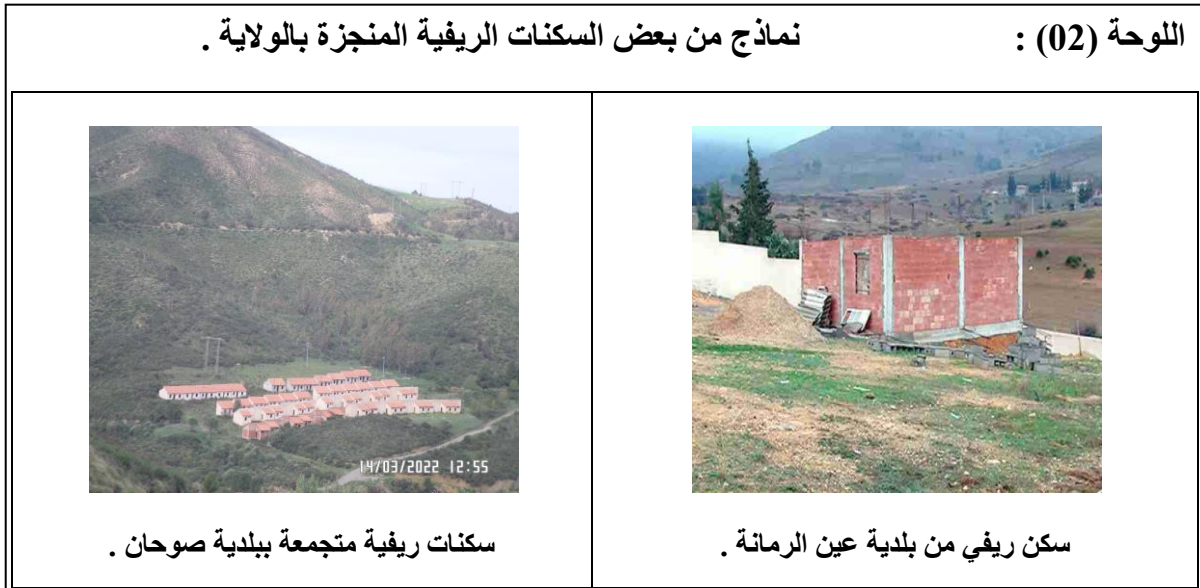 اللوحة (02) : نماذج من بعض السكنات الريفية المنجزة بالولاية .
14/03/2022 12:55
سكن ريفي من بلدية عين الرمانة .
سكنات ريفية متجمعة ببلدية صوحان .